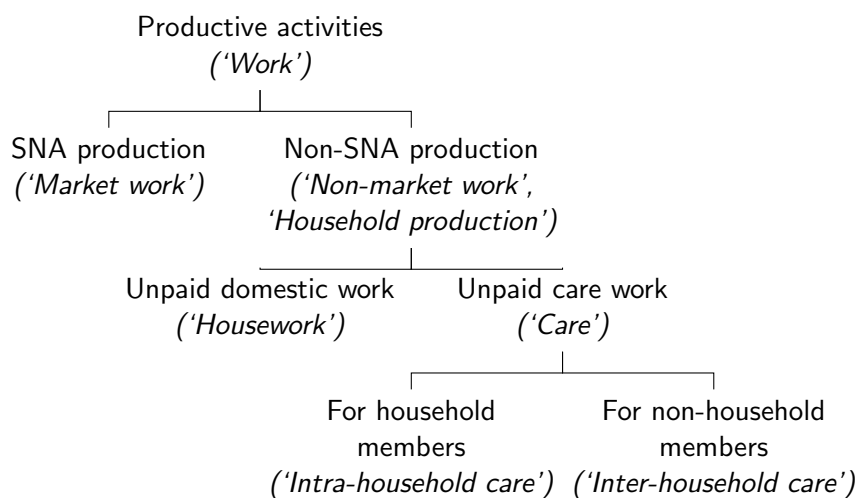 Productive activities
(‘Work’)
SNA production
(‘Market work’)
Non-SNA production
(‘Non-market work’,
‘Household production’)
Unpaid domestic work
(‘Housework’)
Unpaid care work
(‘Care’)
For household
members
(‘Intra-household care’)
For non-household
members
(‘Inter-household care’)